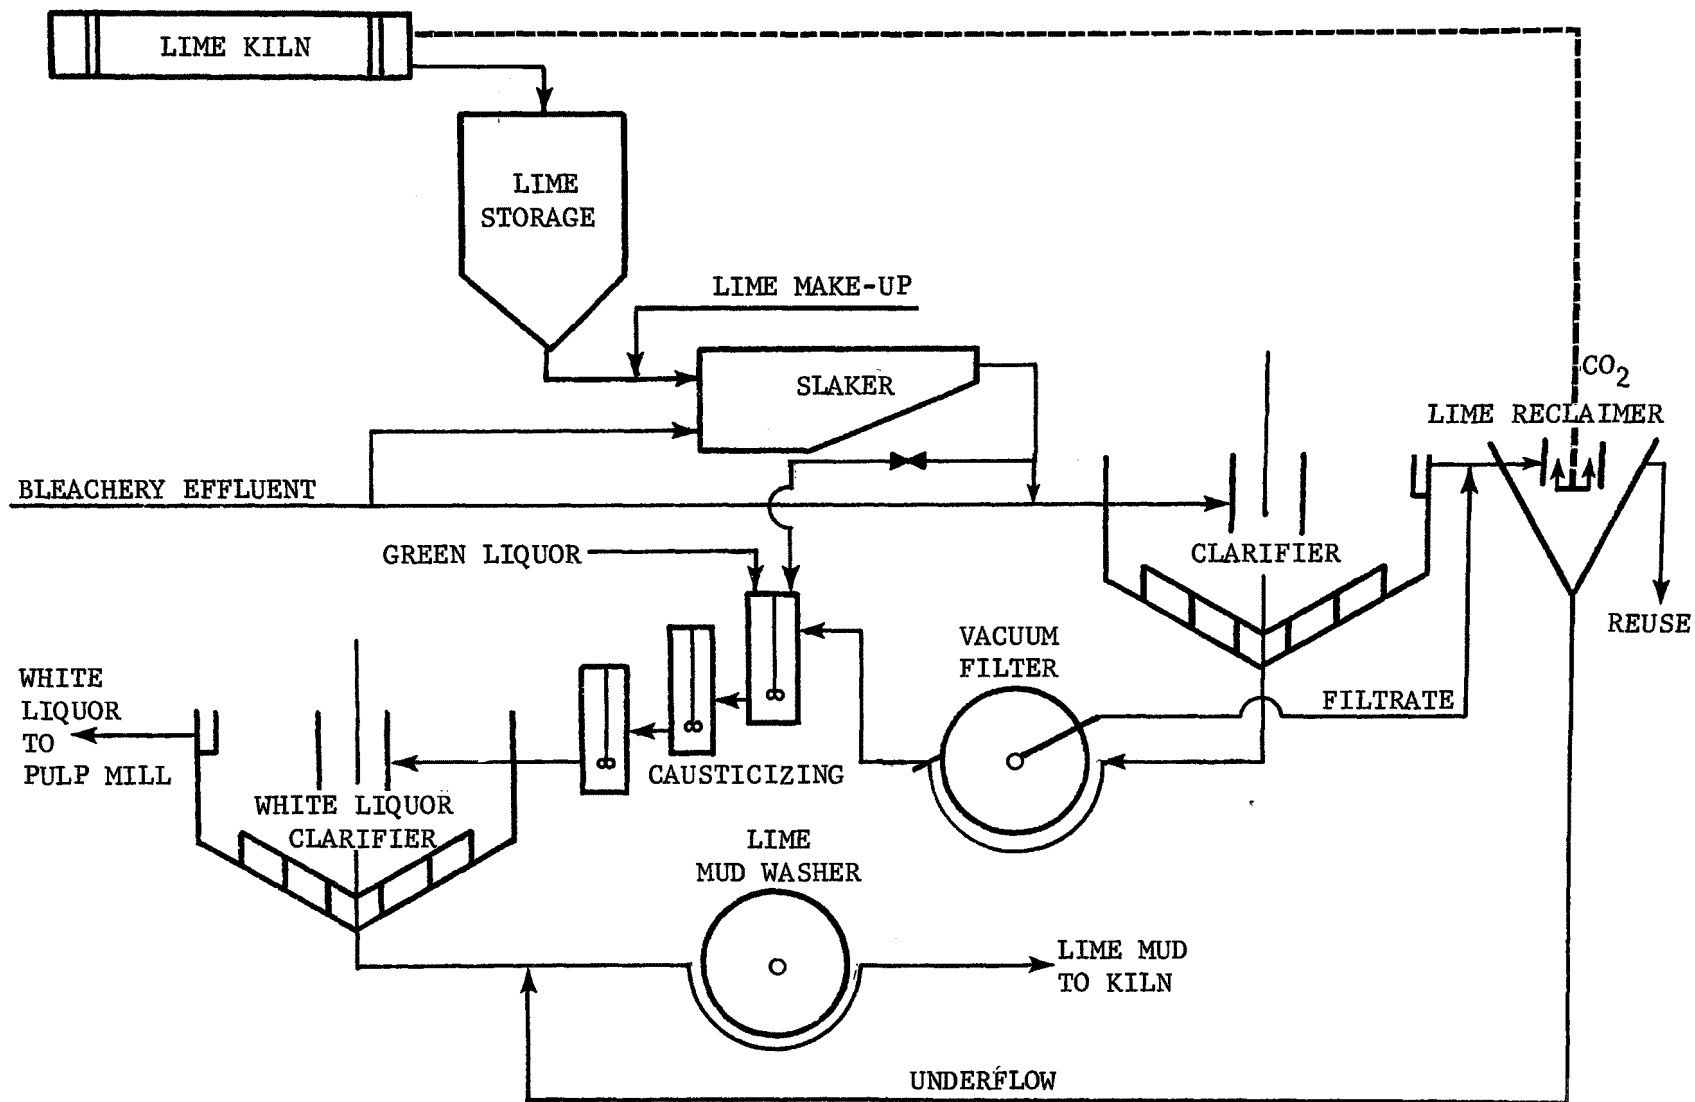 LIME KILN
LIME
STORAGE
LIME MAKE-UP
SLAKER
CO2
LIME RECLAIMER
BLEACHERY EFFLUENT
GREEN LIQUOR
CLARIFIER
REUSE
VACUUM
FILTER
FILTRATE
WHITE
LIQUOR
TO
PULP MILL
CAUSTICIZING
WHITE LIQUOR
CLARIFIER
LIME
MUD WASHER
LIME MUD
TO KILN
UNDERFLOW